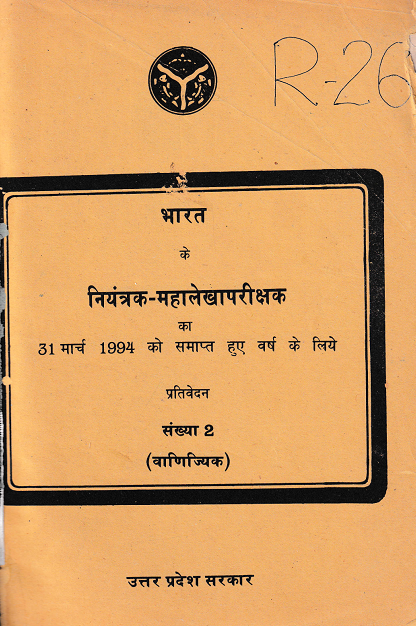 R-26
भारत
के
नियंत्रक-महालेखापरीक्षक
का
31 मार्च 1994 को समाप्त हुए वर्ष के लिये
प्रतिवेदन
संख्या 2
(वाणिज्यिक)
उत्तर प्रदेश सरकार